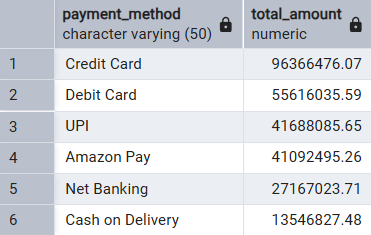 payment_method total_amount
character varying (50) numeric
1 Credit Card 96366476.07
2 Debit Card 55616035.59
3 UPI 41688085.65
4 Amazon Pay 41092495.26
5 Net Banking 27167023.71
6 Cash on Delivery 13546827.48